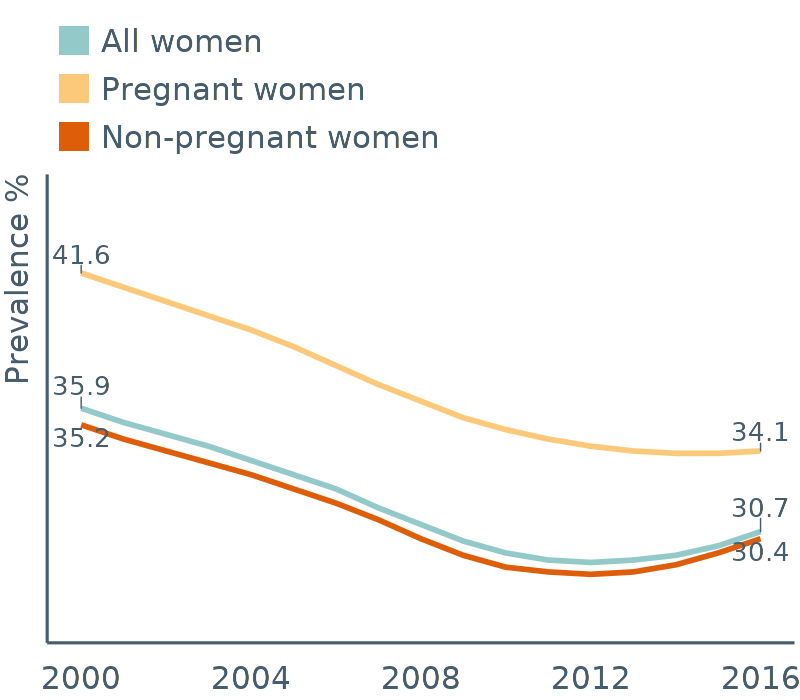 All women
Pregnant women
Non-pregnant women
Prevalence %
41.6
35.9
35.2
34.1
30.7
30.4
2000 2004 2008 2012 2016